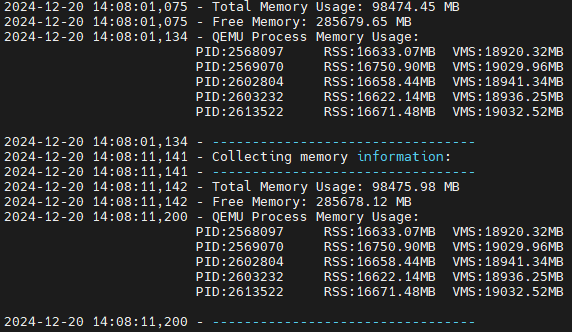 2024-12-20 14:08:01,075 - Total Memory Usage: 98474.45 MB
2024-12-20 14:08:01,075 - Free Memory: 285679.65 MB
2024-12-20 14:08:01,134 - QEMU Process Memory Usage:
PID:2568097 RSS:16633.07MB VMS:18920.32MB
PID:2569070 RSS:16750.90MB VMS:19029.96MB
PID:2602804 RSS:16658.44MB VMS:18941.34MB
PID:2603232 RSS:16622.14MB VMS:18936.25MB
PID:2613522 RSS:16671.48MB VMS:19032.52MB
2024-12-20 14:08:01,134 - ---------------------------------
2024-12-20 14:08:11,141 - Collecting memory information:
2024-12-20 14:08:11,141 - ---------------------------------
2024-12-20 14:08:11,142 - Total Memory Usage: 98475.98 MB
2024-12-20 14:08:11,142 - Free Memory: 285678.12 MB
2024-12-20 14:08:11,200 - QEMU Process Memory Usage:
PID:2568097 RSS:16633.07MB VMS:18920.32MB
PID:2569070 RSS:16750.90MB VMS:19029.96MB
PID:2602804 RSS:16658.44MB VMS:18941.34MB
PID:2603232 RSS:16622.14MB VMS:18936.25MB
PID:2613522 RSS:16671.48MB VMS:19032.52MB
2024-12-20 14:08:11,200 - ---------------------------------